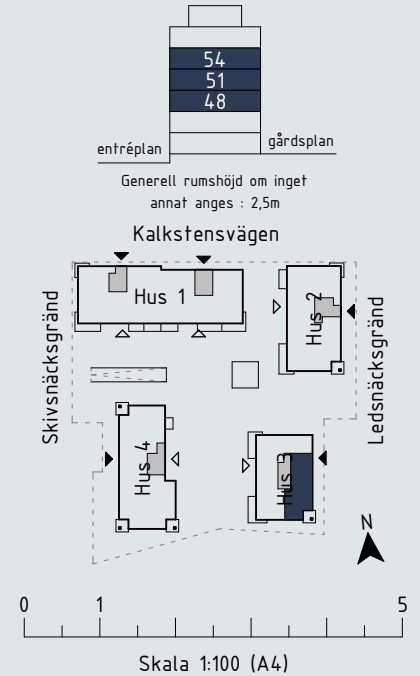 54
51
48
entréplan
gårdsplan
Generell rumshöjd om inget
annat anges : 2,5m
Kalkstensvägen
Hus 1
Hus 2
Skivsnäcksgränd
Ledsnäcksgränd
Hus 4
Hus 3
N
0 1 5
Skala 1:100 (A4)